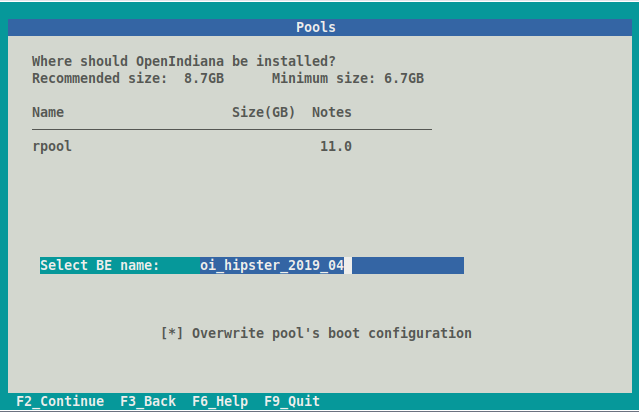 Pools
Where should OpenIndiana be installed?
Recommended size:  8.7GB      Minimum size: 6.7GB
Name                     Size(GB)  Notes
rpool                               11.0
Select BE name:     oi_hipster_2019_04
[*] Overwrite pool's boot configuration
F2_Continue  F3_Back  F6_Help  F9_Quit